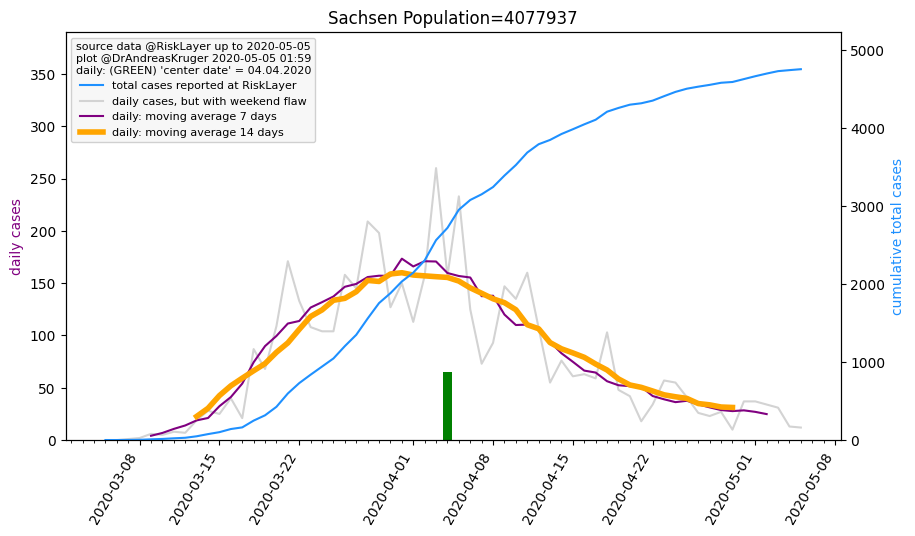 Sachsen Population=4077937
source data @RiskLayer up to 2020-05-05
plot @DrAndreasKruger 2020-05-05 01:59
daily: (GREEN) 'center date' = 04.04.2020
total cases reported at RiskLayer
daily cases, but with weekend flaw
daily: moving average 7 days
daily: moving average 14 days
daily cases
350
300
250
200
150
100
50
0
5000
4000
3000
2000
1000
0
cumulative total cases
2020-03-08
2020-03-15
2020-03-22
2020-04-01
2020-04-08
2020-04-15
2020-04-22
2020-05-01
2020-05-08